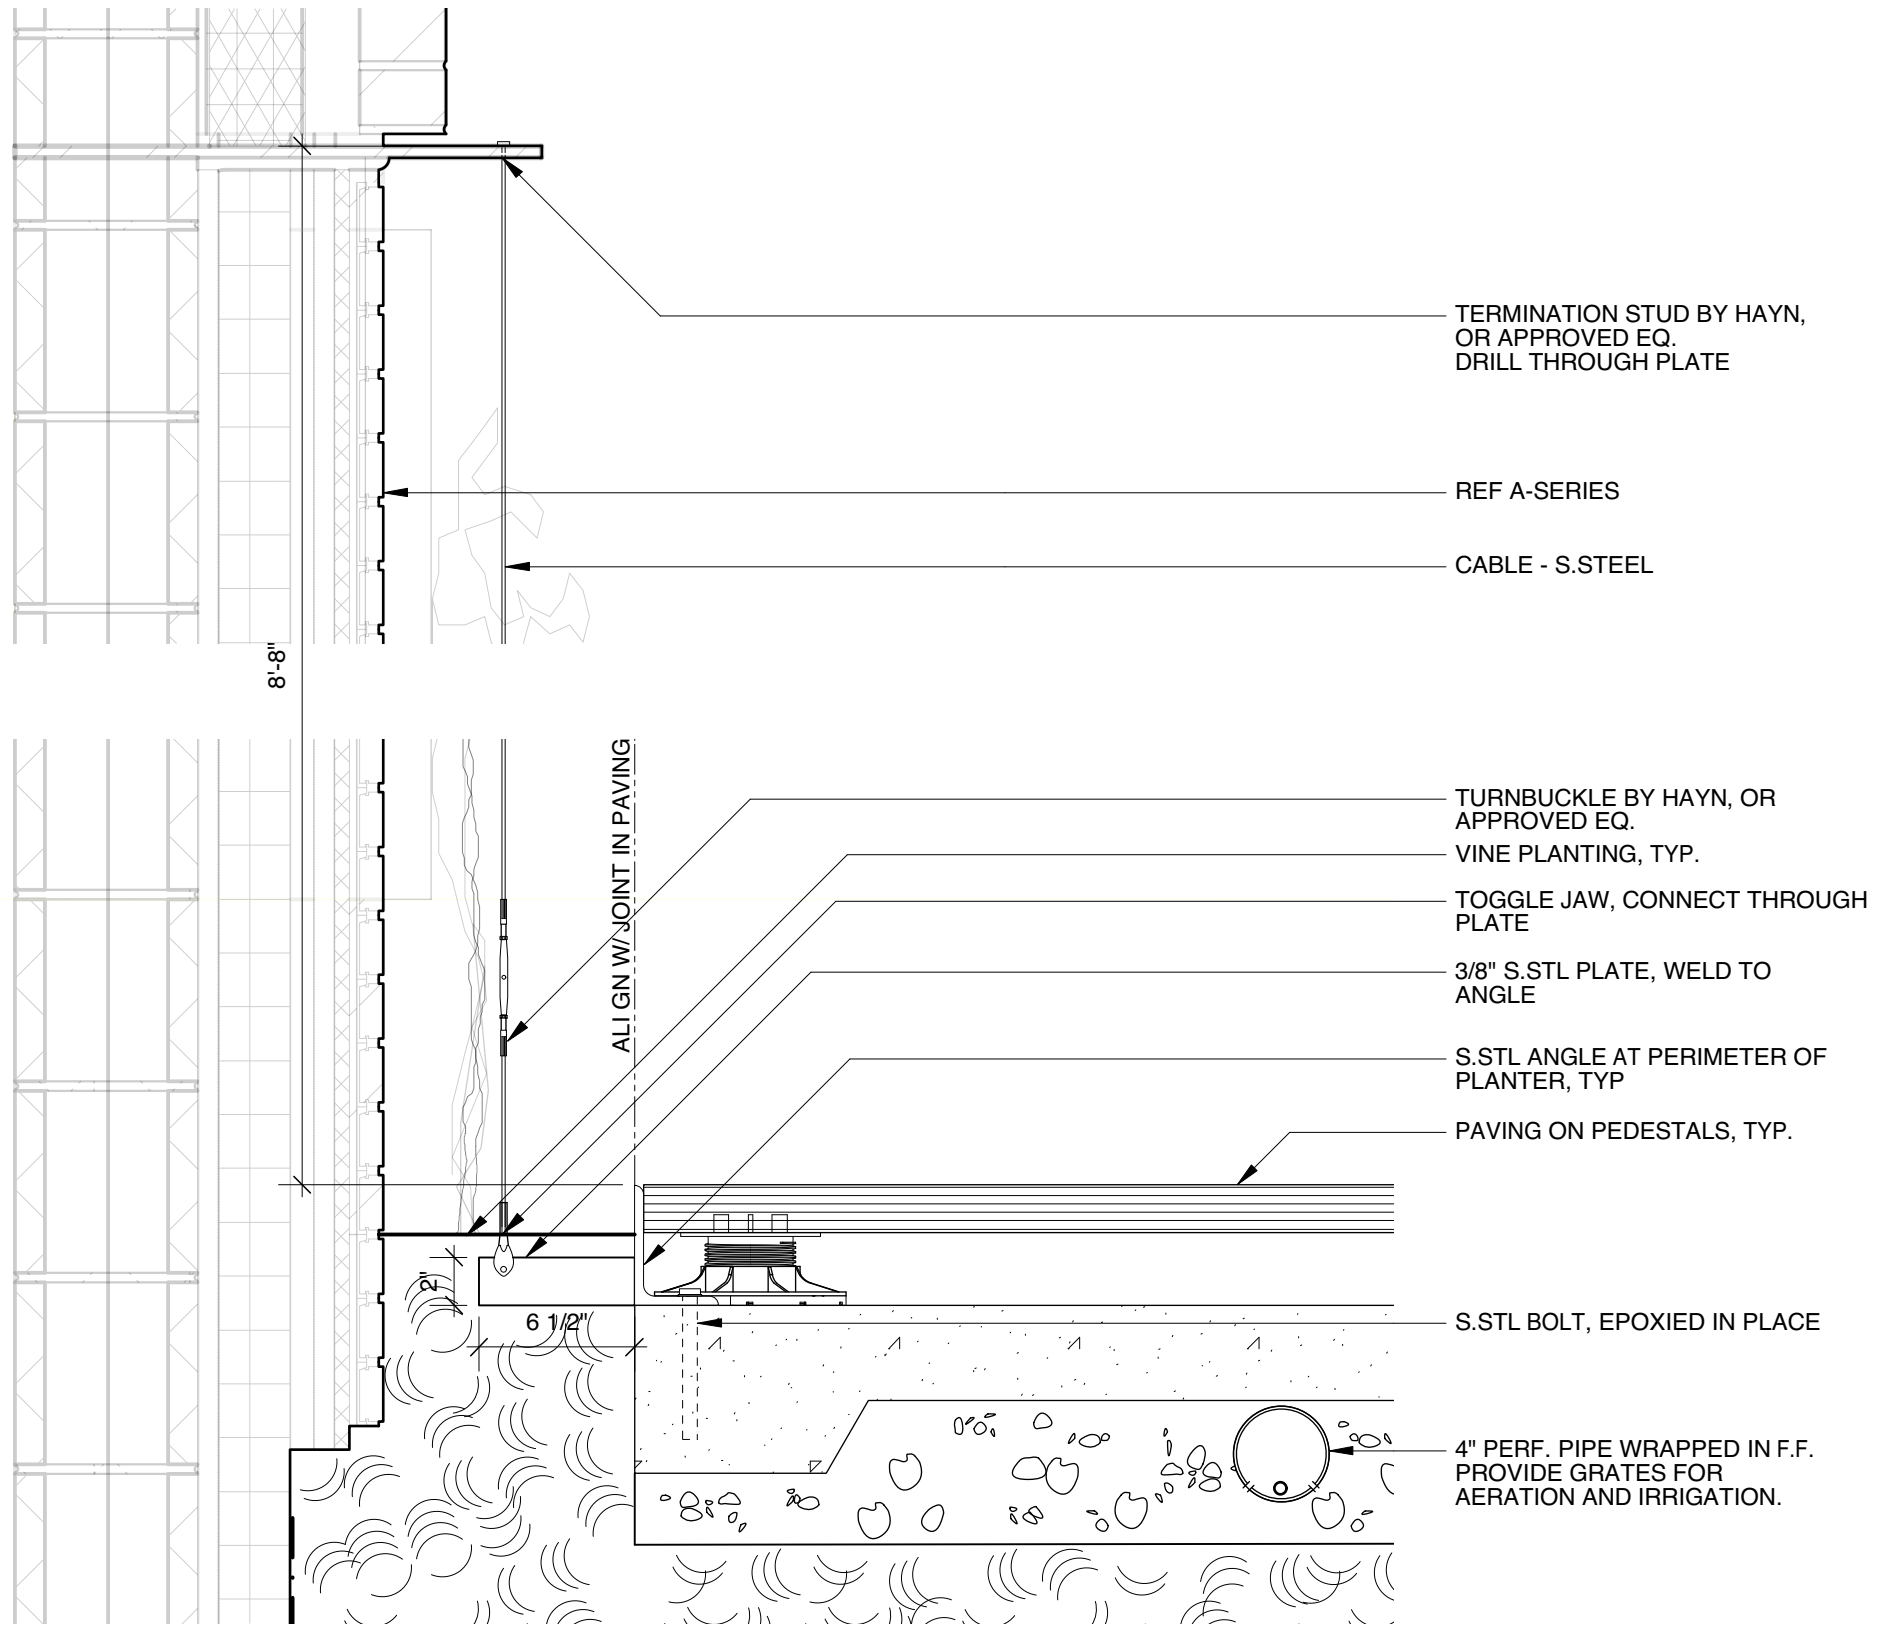 TERMINATION STUD BY HAYN,
OR APPROVED EQ.
DRILL THROUGH PLATE
REF A-SERIES
CABLE - S.STEEL
8'-8"
ALIGN W/ JOINT IN PAVING
TURNBUCKLE BY HAYN, OR
APPROVED EQ.
VINE PLANTING, TYP.
TOGGLE JAW, CONNECT THROUGH
PLATE
3/8" S.STL PLATE, WELD TO
ANGLE
S.STL ANGLE AT PERIMETER OF
PLANTER, TYP
PAVING ON PEDESTALS, TYP.
2"
6 1/2"
S.STL BOLT, EPOXIED IN PLACE
4" PERF. PIPE WRAPPED IN F.F.
PROVIDE GRATES FOR
AERATION AND IRRIGATION.